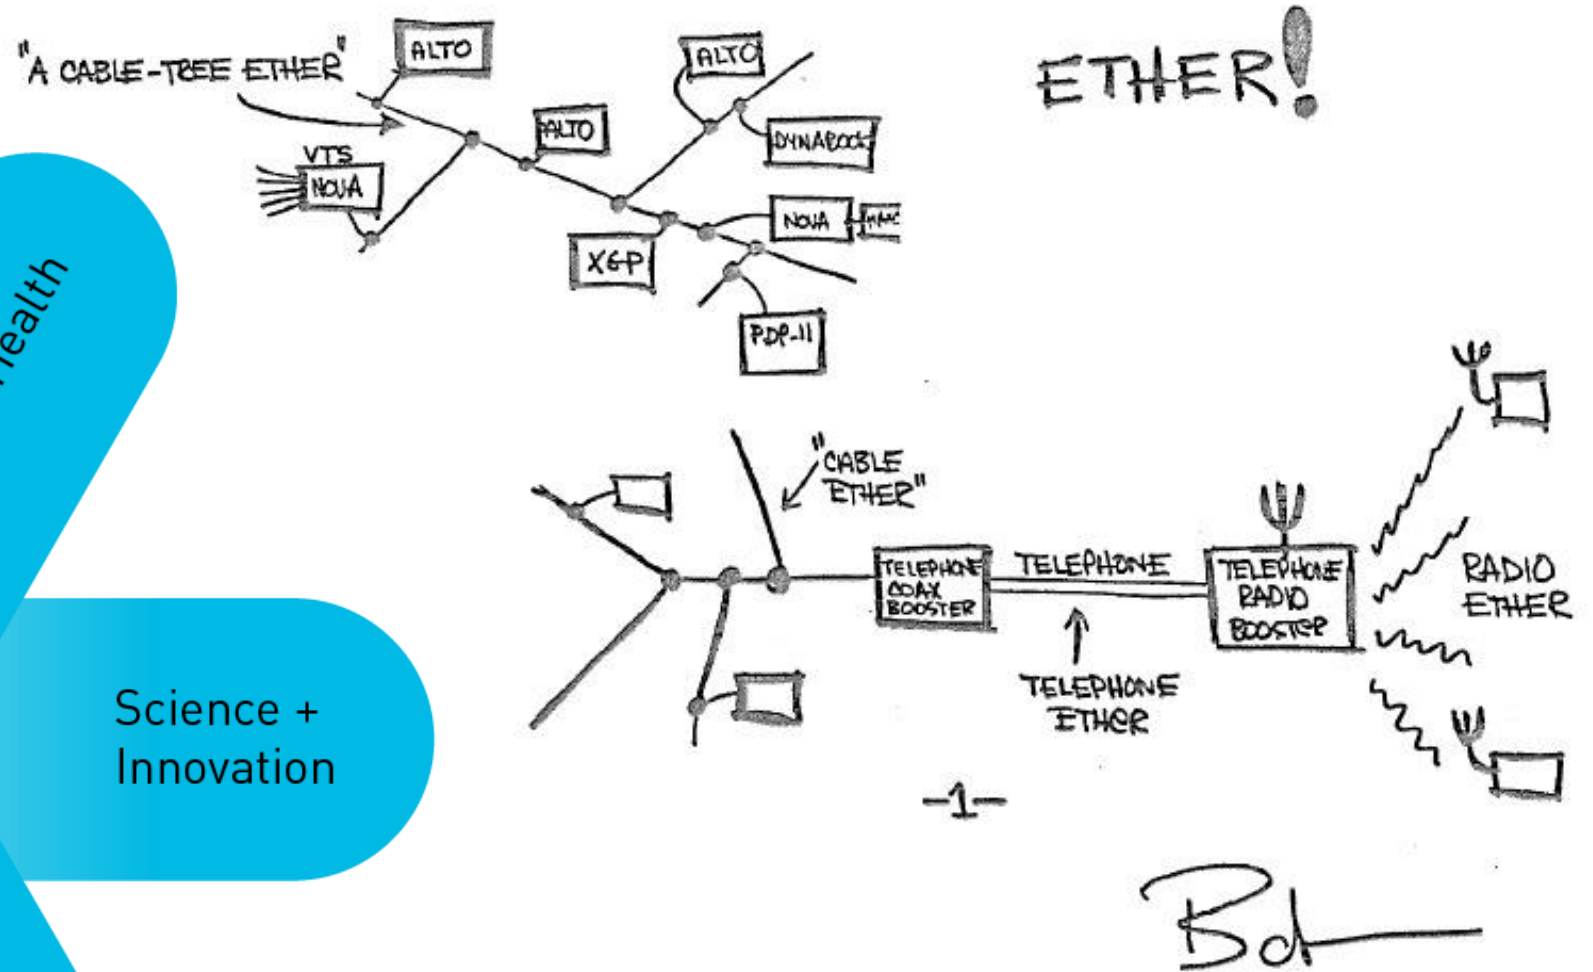 "A CABLE-TREE ETHER"
ALTO
ALTO
ETHER!
ALTO
DYNABOOK
VTS
NOVA
NOVA
XGP
PDP-11
"CABLE
ETHER"
TELEPHONE
COAX
BOOSTER
TELEPHONE
TELEPHONE
RADIO
BOOSTER
RADIO
ETHER
TELEPHONE
ETHER
-1-
Science +
Innovation